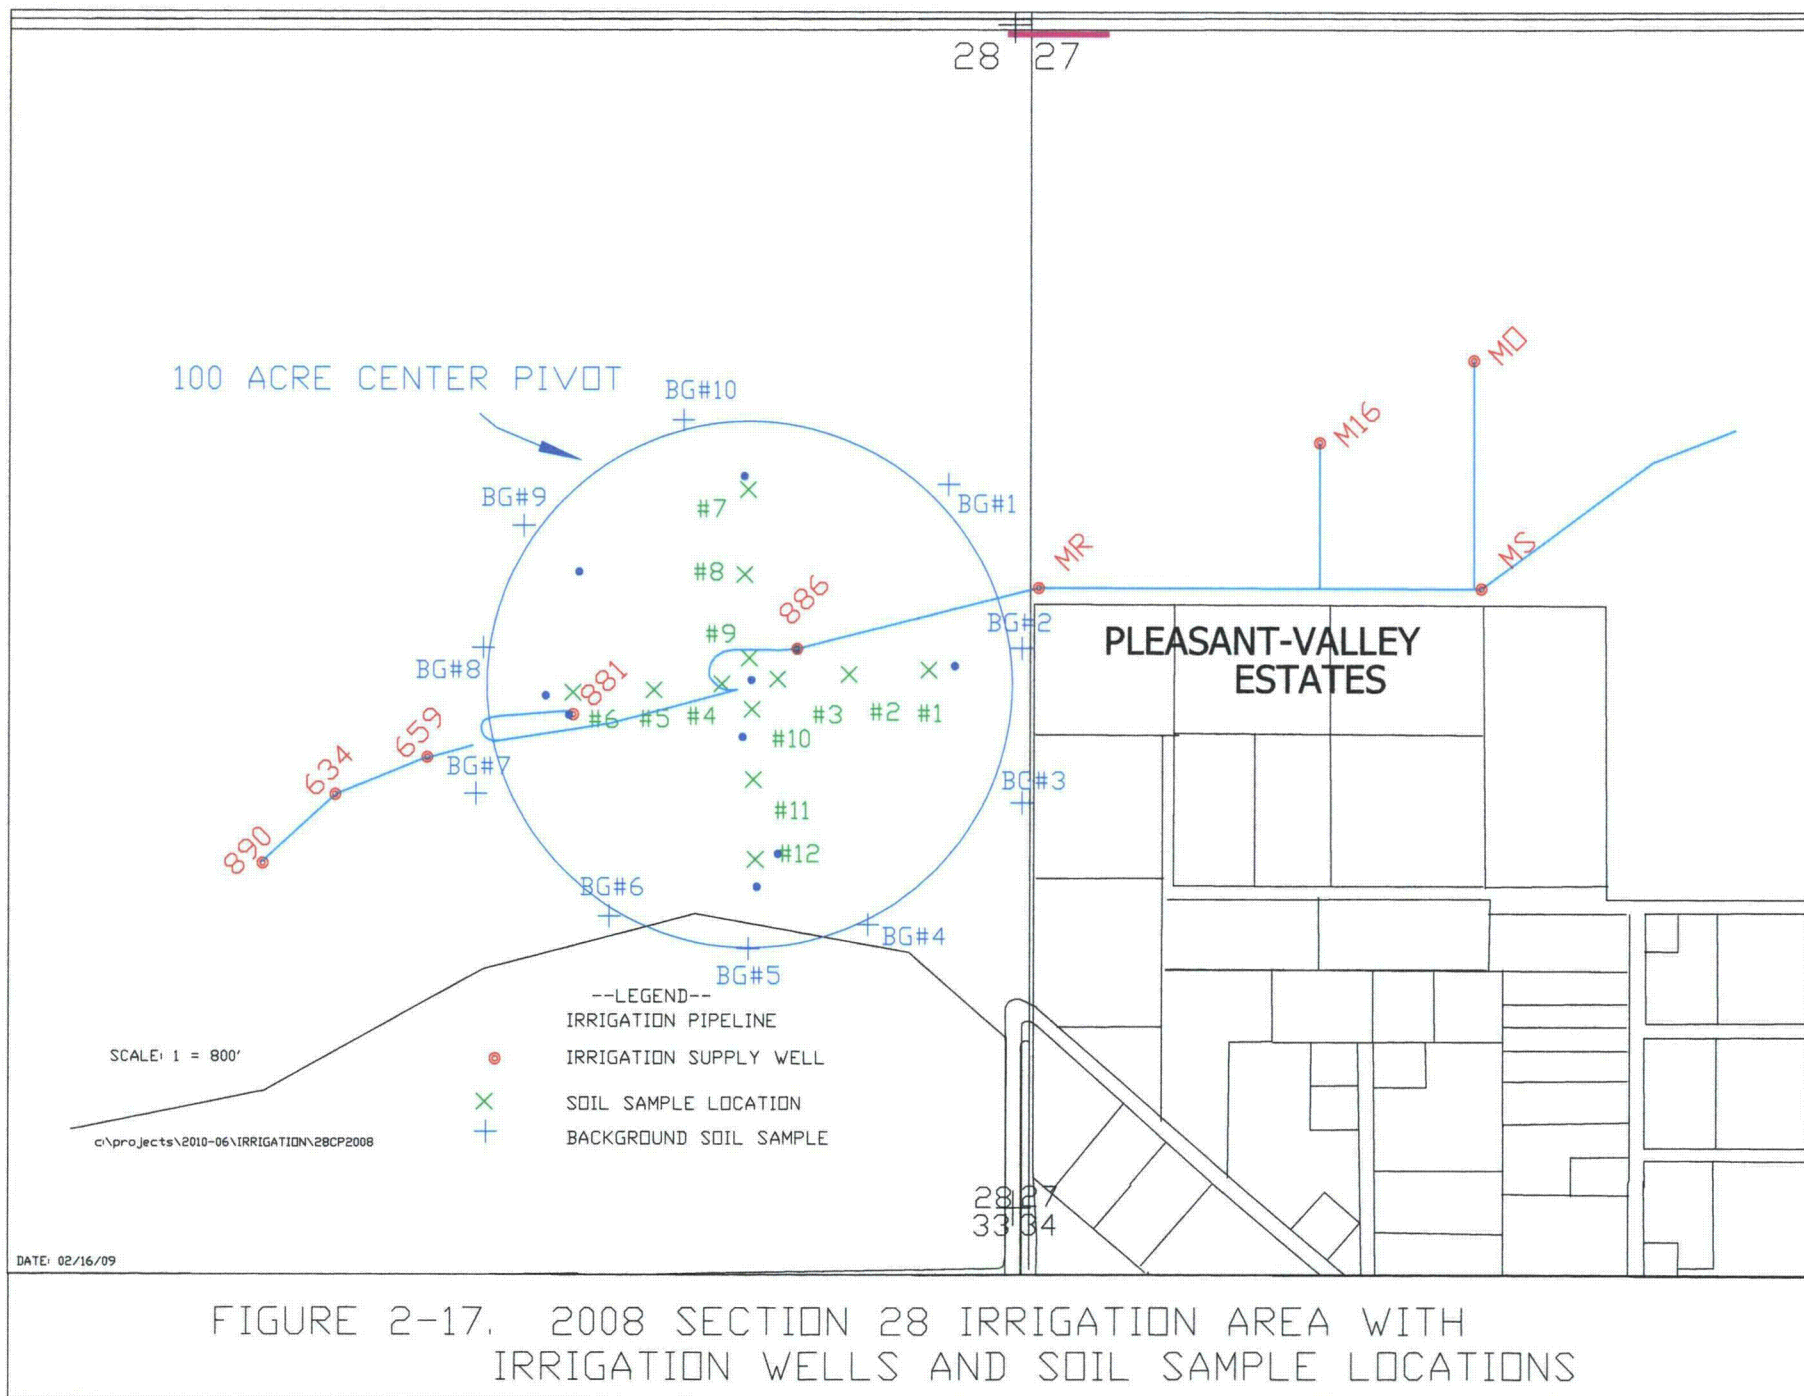 28 27
100 ACRE CENTER PIVOT
BG#10
BG#9
BG#1
#7
#8
MO
M16
MR
MS
886
BG#2
#9
BG#8
881
PLEASANT-VALLEY
ESTATES
#6 #5 #4 #3 #2 #1
659
#10
BG#7
634
BG#3
#11
890
#12
BG#6
BG#4
BG#5
--LEGEND--
IRRIGATION PIPELINE
SCALE: 1 = 800'
IRRIGATION SUPPLY WELL
SOIL SAMPLE LOCATION
c:\projects\2010-06\IRRIGATION\28CP2008
BACKGROUND SOIL SAMPLE
28 27
33 34
DATE: 02/16/09
FIGURE 2-17. 2008 SECTION 28 IRRIGATION AREA WITH
IRRIGATION WELLS AND SOIL SAMPLE LOCATIONS